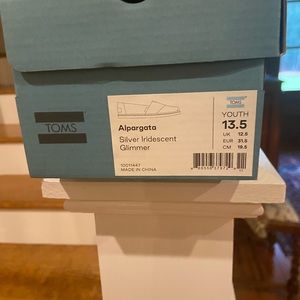 TOMS
TOMS
Alpargata
YOUTH
Silver Iridescent
13.5
Glimmer
UK 12.5
EUR 31.5
CM 19.5
10011447
MADE IN CHINA